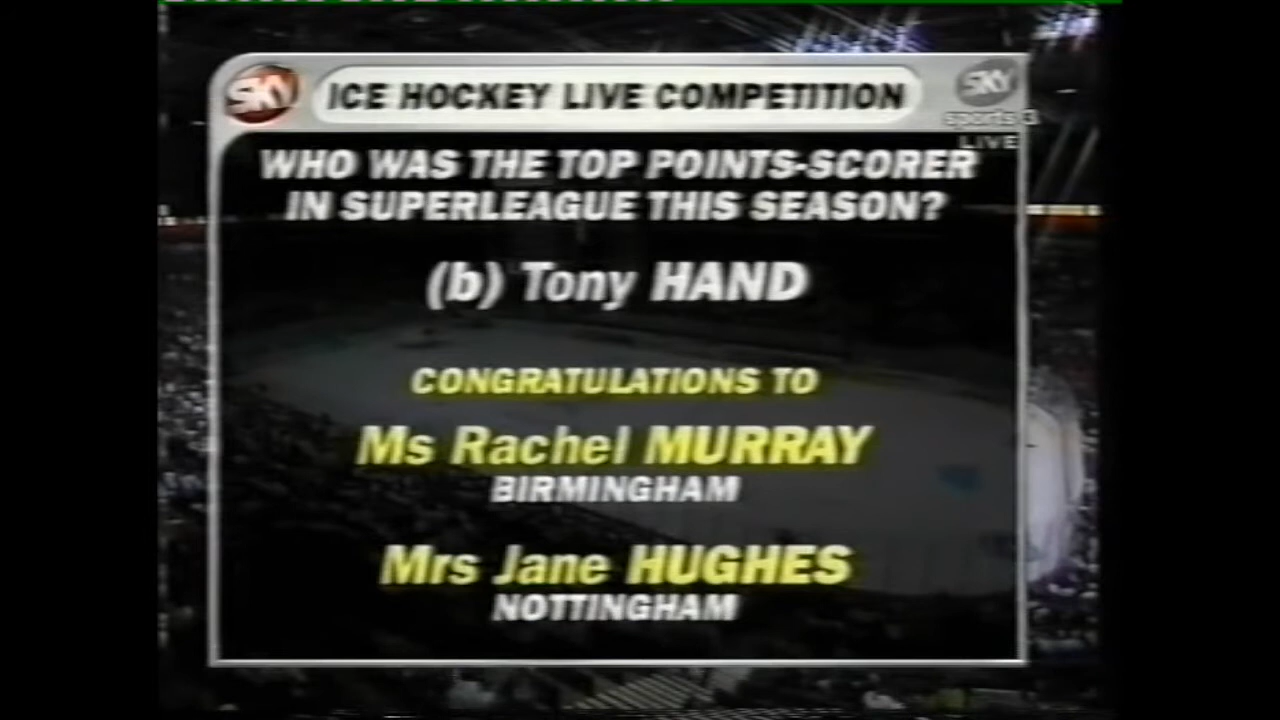 SKY
ICE HOCKEY LIVE COMPETITION
SKY
sports 3
LIVE
WHO WAS THE TOP POINTS-SCORER
IN SUPERLEAGUE THIS SEASON?
(b) Tony HAND
CONGRATULATIONS TO
Ms Rachel MURRAY
BIRMINGHAM
Mrs Jane HUGHES
NOTTINGHAM